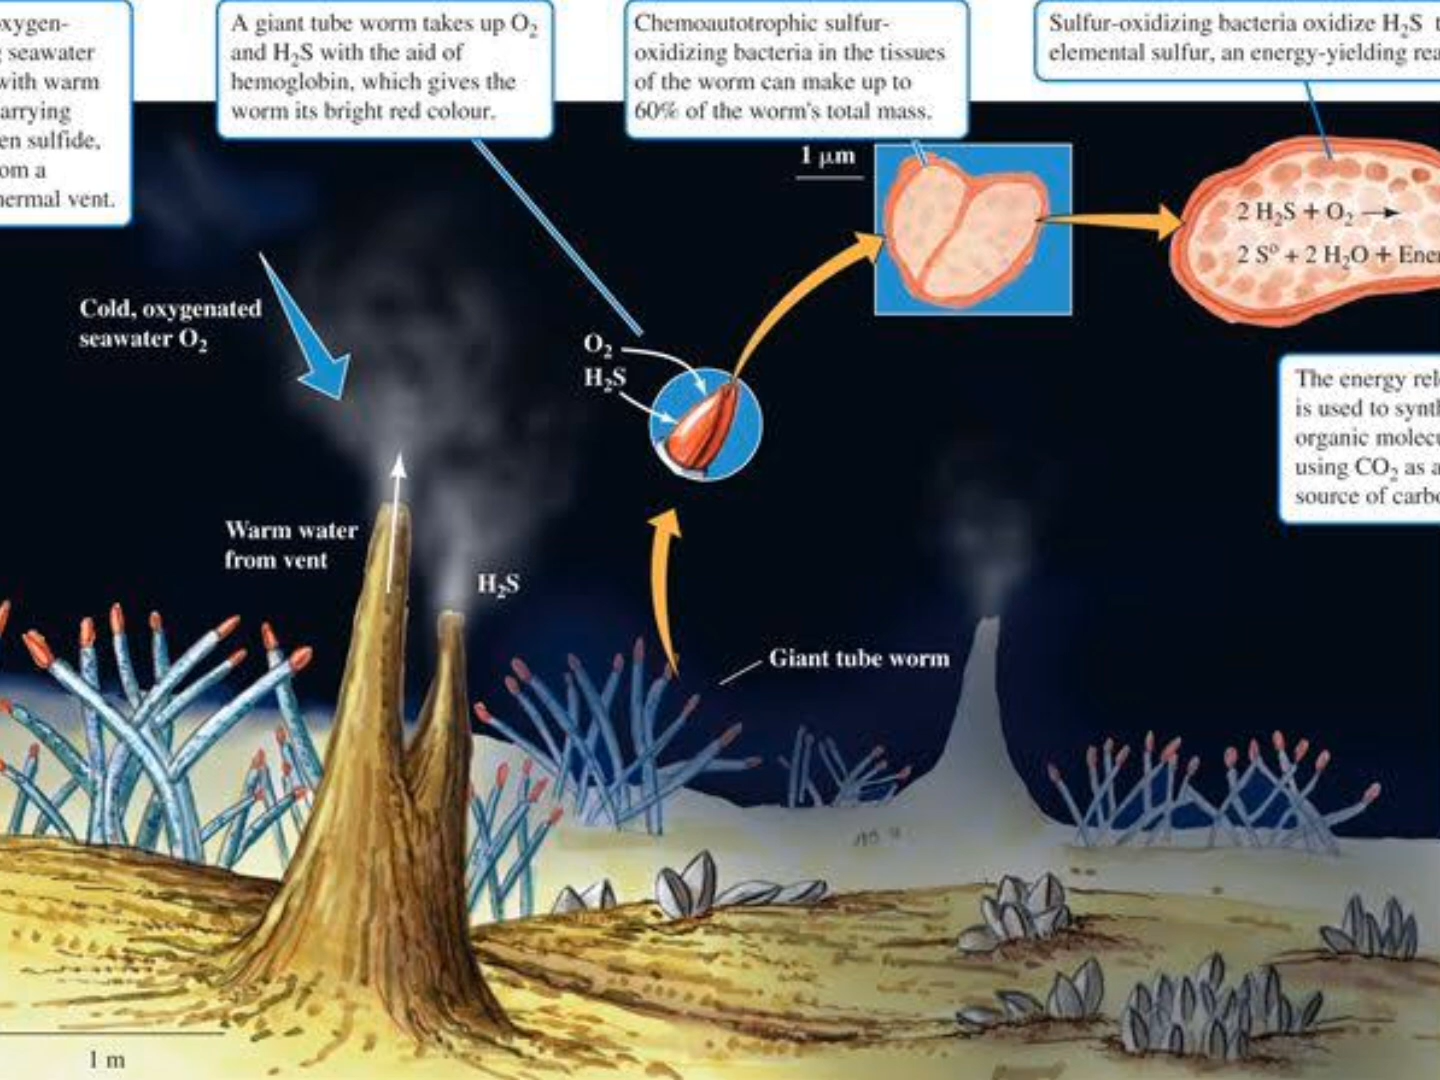 oxygen-
seawater
with warm
arrying
en sulfide,
om a
hermal vent.
A giant tube worm takes up O₂
and H₂S with the aid of
hemoglobin, which gives the
worm its bright red colour.
Chemoautotrophic sulfur-
oxidizing bacteria in the tissues
of the worm can make up to
60% of the worm's total mass.
Sulfur-oxidizing bacteria oxidize H₂S t
elemental sulfur, an energy-yielding rea
1 μm
2 H₂S + O₂ →
2 S⁰ + 2 H₂O + Ener
Cold, oxygenated
seawater O₂
O₂
H₂S
The energy rel
is used to synth
organic molecu
using CO₂ as a
source of carbo
Warm water
from vent
H₂S
Giant tube worm
1 m